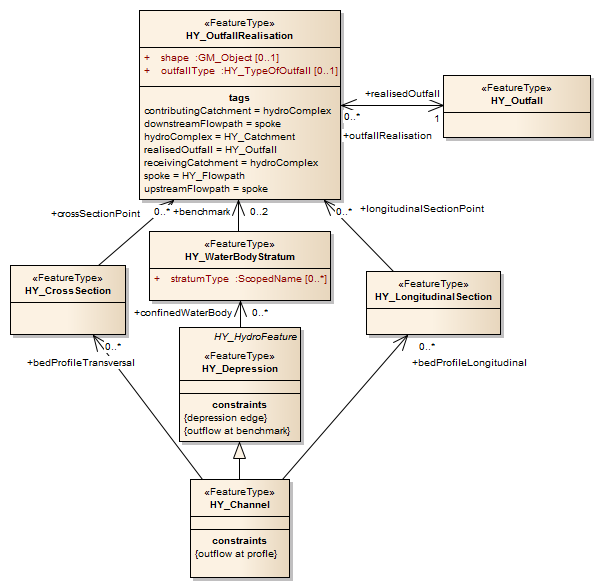 «FeatureType»
HY_OutfallRealisation
+ shape :GM_Object [0..1]
+ outfallType :HY_TypeOfOutfall [0..1]
tags
contributingCatchment = hydroComplex
downstreamFlowpath = spoke
hydroComplex = HY_Catchment
realisedOutfall = HY_Outfall
receivingCatchment = hydroComplex
spoke = HY_Flowpath
upstreamFlowpath = spoke
+realisedOutfall
0..*
1
+outfallRealisation
«FeatureType»
HY_Outfall
+crossSectionPoint
0..*
+benchmark
0..2
0..*
+longitudinalSectionPoint
«FeatureType»
HY_WaterBodyStratum
+ stratumType :ScopedName [0..*]
«FeatureType»
HY_CrossSection
«FeatureType»
HY_LongitudinalSection
+confinedWaterBody
0..*
0..*
+bedProfileTransversal
0..*
+bedProfileLongitudinal
HY_HydroFeature
«FeatureType»
HY_Depression
constraints
{depression edge}
{outflow at benchmark}
«FeatureType»
HY_Channel
constraints
{outflow at profle}